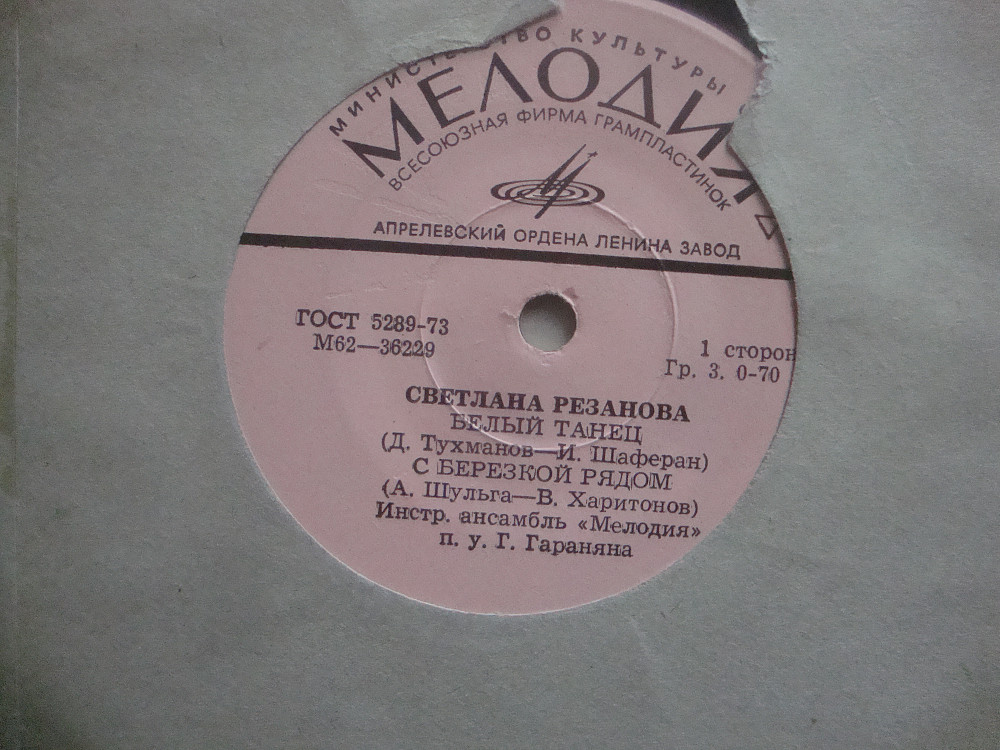 КУЛЬТУРЫ
МЕЛОДИЯ
ВСЕСОЮЗНАЯ ФИРМА ГРАМПЛАСТИНОК
АПРЕЛЕВСКИЙ ОРДЕНА ЛЕНИНА ЗАВОД
ГОСТ 5289-73
М62—36229
1 сторон
Гр. 3. 0-70
СВЕТЛАНА РЕЗАНОВА
БЕЛЫЙ ТАНЕЦ
(Д. Тухманов—И. Шаферан)
С БЕРЕЗКОЙ РЯДОМ
(А. Шульга—В. Харитонов)
Инстр. ансамбль «Мелодия»
п. у. Г. Гараняна